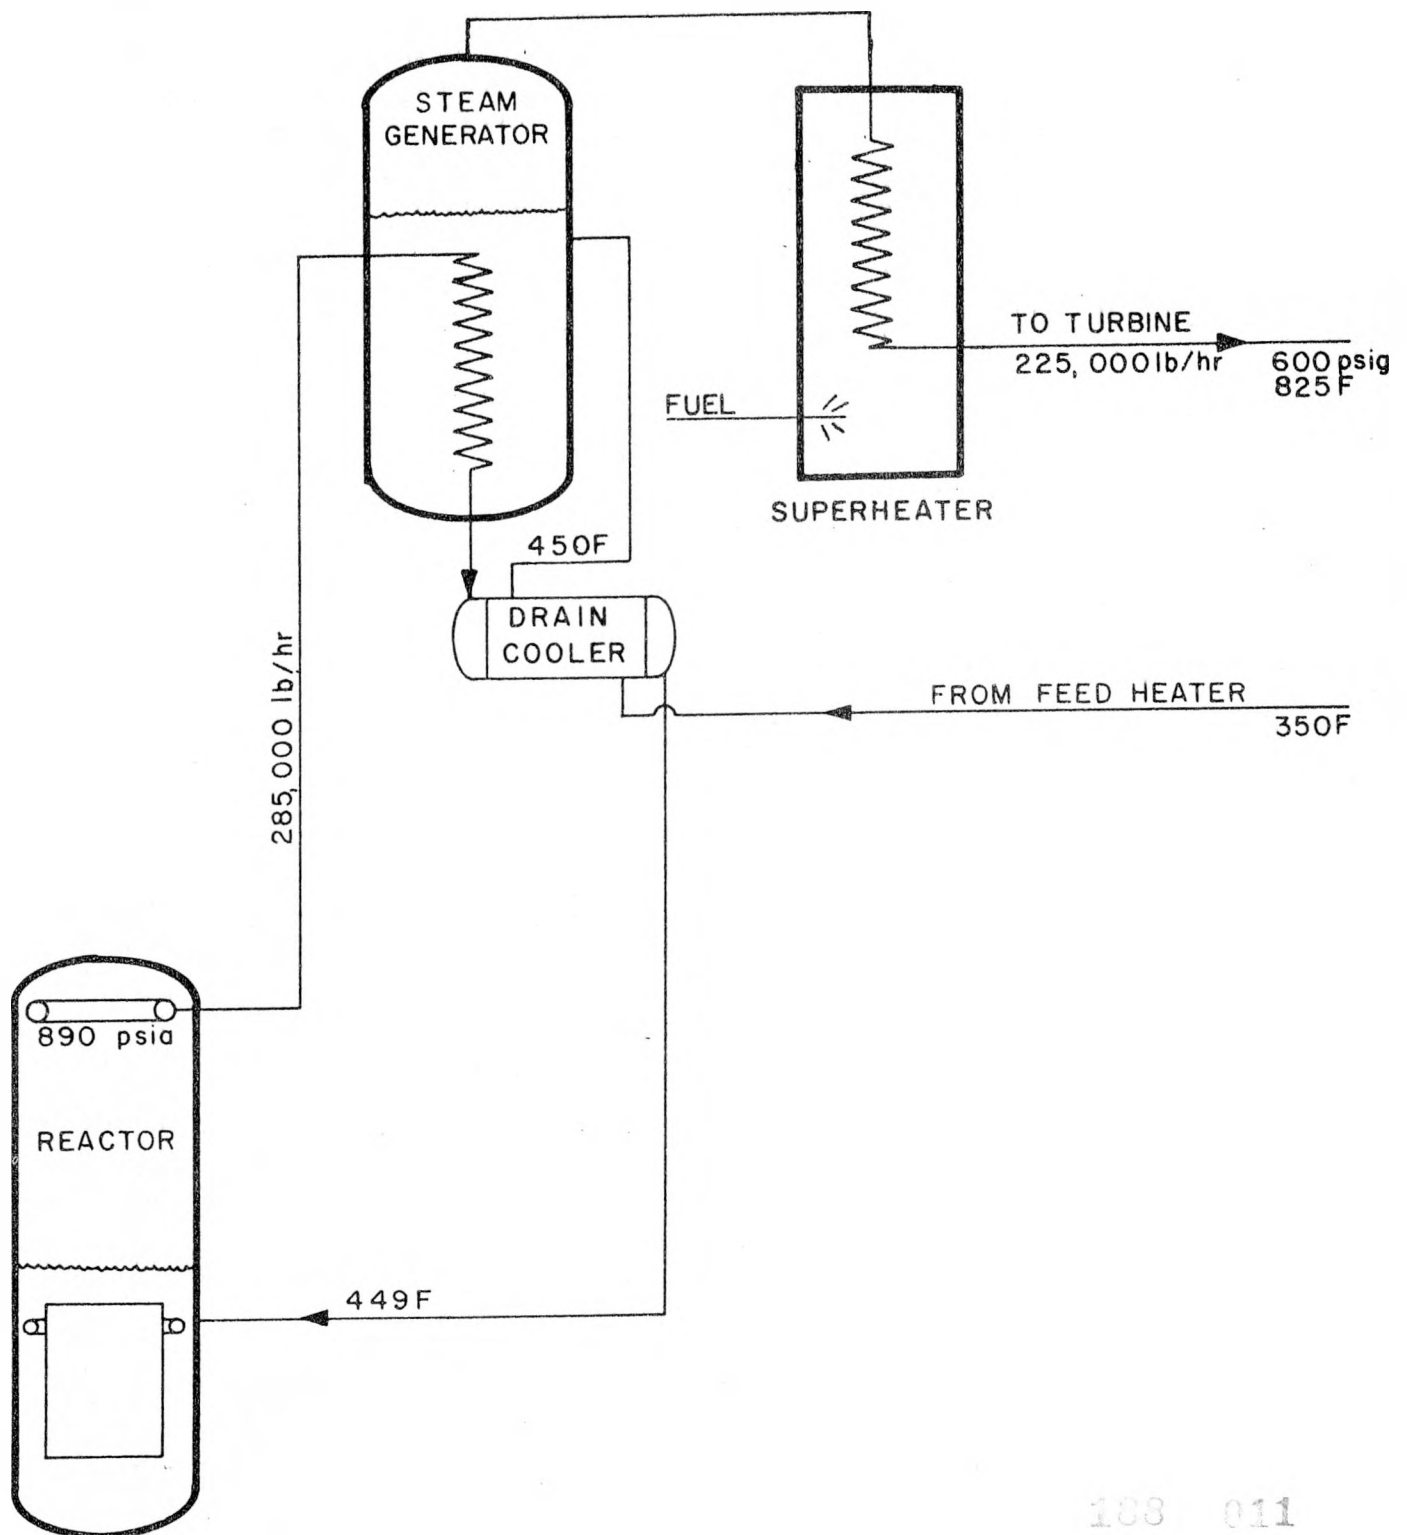 STEAM
GENERATOR
TO TURBINE
225,000 lb/hr
600 psig
825 F
FUEL
SUPERHEATER
450F
DRAIN
COOLER
FROM FEED HEATER
350F
285,000 lb/hr
890 psia
REACTOR
449F
188 011